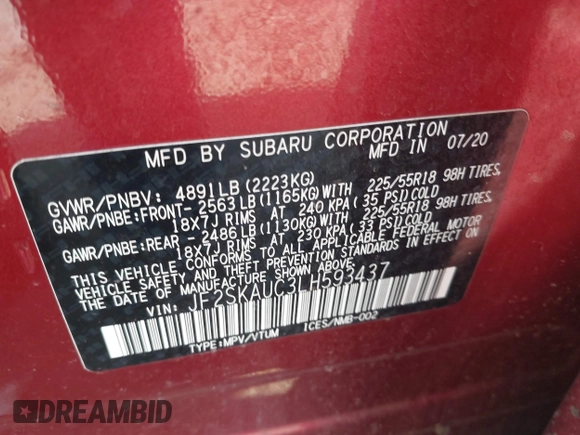 MFD BY SUBARU CORPORATION
MFD IN 07/20
GVWR/PNBV: 4891LB(2223KG)
GAWR/PNBE:FRONT- 2563LB(1165KG)WITH 225/55R18 98H TIRES,
18X7J RIMS AT 240 KPA(35 PSI)COLD
GAWR/PNBE:REAR - 2486LB(1130KG)WITH 225/55R18 98H TIRES,
18X7J RIMS AT 230 KPA(33 PSI)COLD
THIS VEHICLE CONFORMS TO ALL APPLICABLE FEDERAL MOTOR
VEHICLE SAFETY AND THEFT PREVENTION STANDARDS IN EFFECT ON
THE DATE OF MANUFACTURE SHOWN ABOVE.
VIN: JF2SKAUC3LH593437
TYPE:MPV/VTUM ICES/NMB-002
DREAMBID